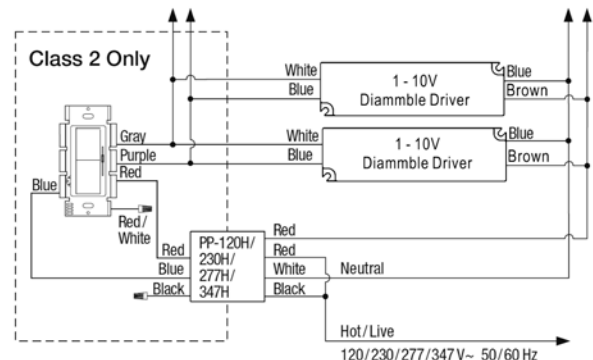 Class 2 Only
White
Blue
1 - 10V
Diammble Driver
Blue
Brown
Gray
Purple
Red
White
Blue
1 - 10V
Diammble Driver
Blue
Brown
Blue
Red/
White
Red
Blue
Black
PP-120H/
230H/
277H/
347H
Red
Red
White
Black
Neutral
Hot/Live
120/230/277/347 V~ 50/60 Hz